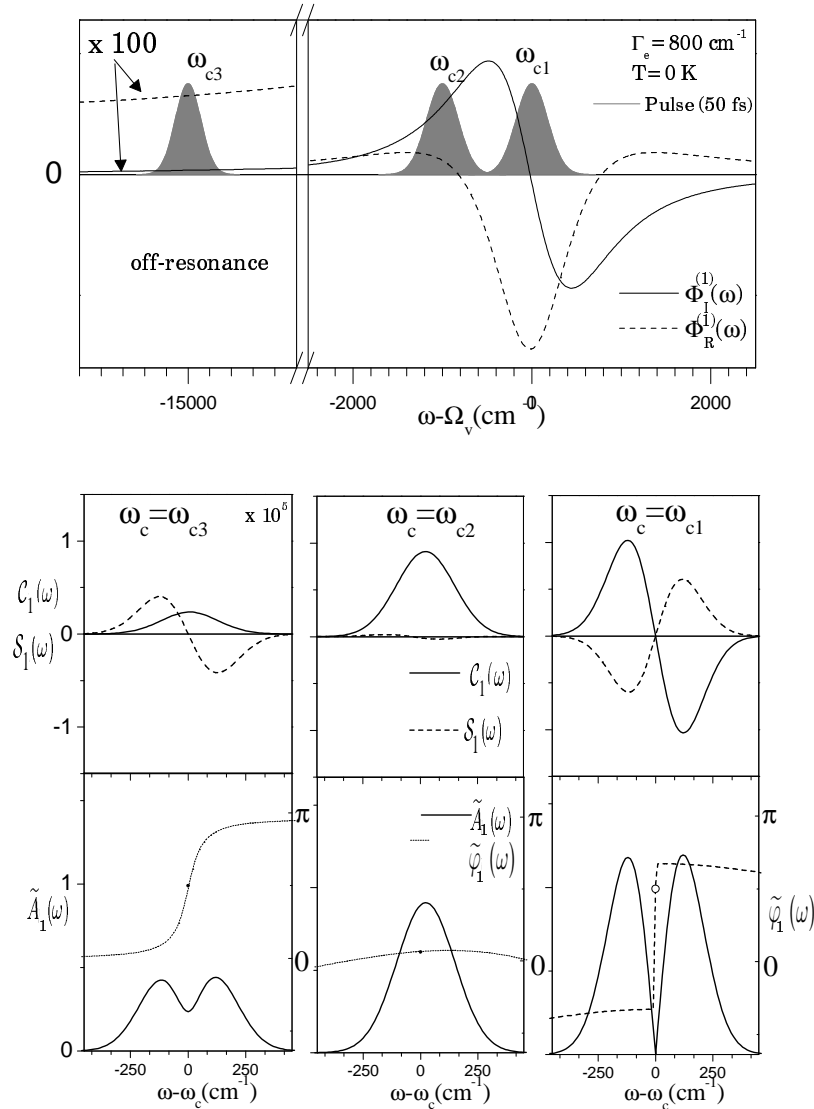 x 100
ω_c3
ω_c2
ω_c1
Γ_e = 800 cm^-1
T = 0 K
Pulse (50 fs)
0
off-resonance
Φ_I^(1)(ω)
Φ_R^(1)(ω)
-15000
-2000
-0
2000
ω-Ω_v(cm^-1)
ω_c=ω_c3
x 10^5
ω_c=ω_c2
ω_c=ω_c1
1
C_1(ω)
0
S_1(ω)
-1
C_1(ω)
S_1(ω)
π
Ã_1(ω)
π
π
φ̃_1(ω)
1
Ã_1(ω)
φ̃_1(ω)
0
0
0
0
-250
0
250
-250
0
250
-250
0
250
ω-ω_c(cm^-1)
ω-ω_c(cm^-1)
ω-ω_c(cm^-1)